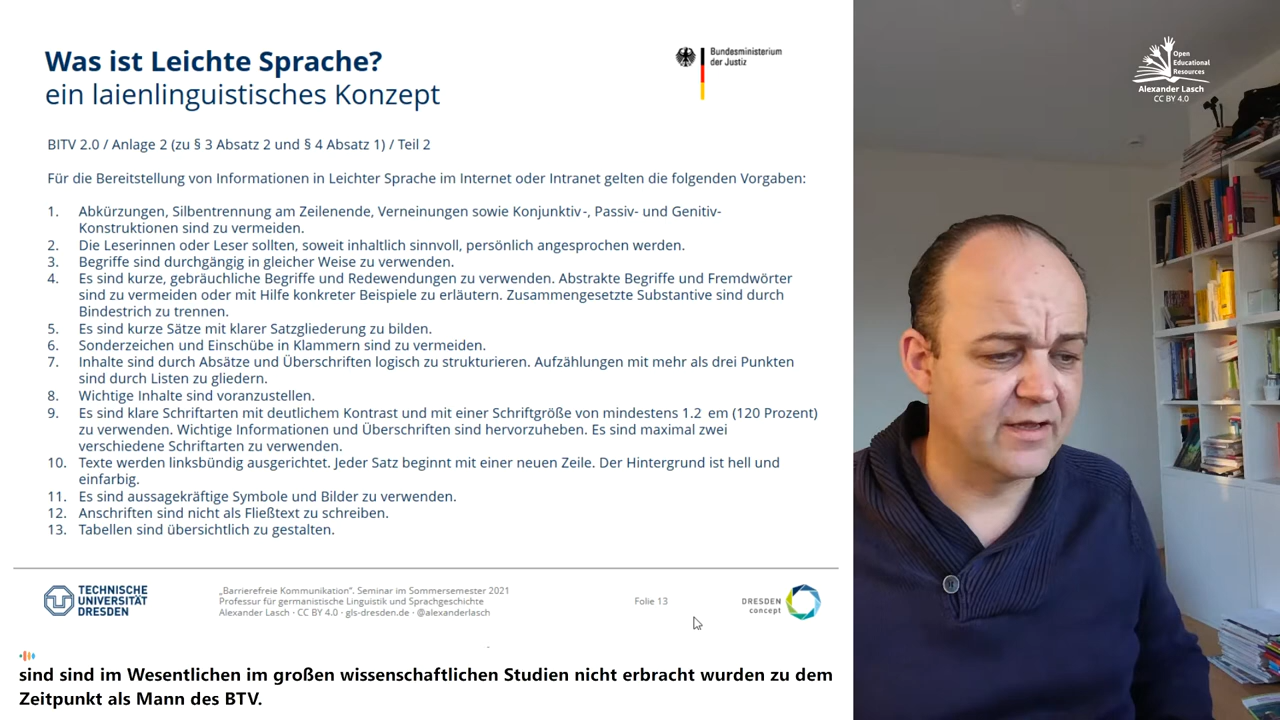 Was ist Leichte Sprache?
ein laienlinguistisches Konzept
Bundesministerium
der Justiz
BITV 2.0 / Anlage 2 (zu § 3 Absatz 2 und § 4 Absatz 1) / Teil 2
Für die Bereitstellung von Informationen in Leichter Sprache im Internet oder Intranet gelten die folgenden Vorgaben:
1. Abkürzungen, Silbentrennung am Zeilenende, Verneinungen sowie Konjunktiv-, Passiv- und Genitiv-
Konstruktionen sind zu vermeiden.
2. Die Leserinnen oder Leser sollten, soweit inhaltlich sinnvoll, persönlich angesprochen werden.
3. Begriffe sind durchgängig in gleicher Weise zu verwenden.
4. Es sind kurze, gebräuchliche Begriffe und Redewendungen zu verwenden. Abstrakte Begriffe und Fremdwörter
sind zu vermeiden oder mit Hilfe konkreter Beispiele zu erläutern. Zusammengesetzte Substantive sind durch
Bindestrich zu trennen.
5. Es sind kurze Sätze mit klarer Satzgliederung zu bilden.
6. Sonderzeichen und Einschübe in Klammern sind zu vermeiden.
7. Inhalte sind durch Absätze und Überschriften logisch zu strukturieren. Aufzählungen mit mehr als drei Punkten
sind durch Listen zu gliedern.
8. Wichtige Inhalte sind voranzustellen.
9. Es sind klare Schriftarten mit deutlichem Kontrast und mit einer Schriftgröße von mindestens 1.2 em (120 Prozent)
zu verwenden. Wichtige Informationen und Überschriften sind hervorzuheben. Es sind maximal zwei
verschiedene Schriftarten zu verwenden.
10. Texte werden linksbündig ausgerichtet. Jeder Satz beginnt mit einer neuen Zeile. Der Hintergrund ist hell und
einfarbig.
11. Es sind aussagekräftige Symbole und Bilder zu verwenden.
12. Anschriften sind nicht als Fließtext zu schreiben.
13. Tabellen sind übersichtlich zu gestalten.
TECHNISCHE
UNIVERSITÄT
DRESDEN
„Barrierefreie Kommunikation“, Seminar im Sommersemester 2021
Professur für germanistische Linguistik und Sprachgeschichte
Alexander Lasch · CC BY 4.0 · gls-dresden.de · @alexanderlasch
Folie 13
DRESDEN
concept
sind sind im Wesentlichen im großen wissenschaftlichen Studien nicht erbracht wurden zu dem
Zeitpunkt als Mann des BTV.
Open
Educational
Resources
Alexander Lasch
CC BY 4.0